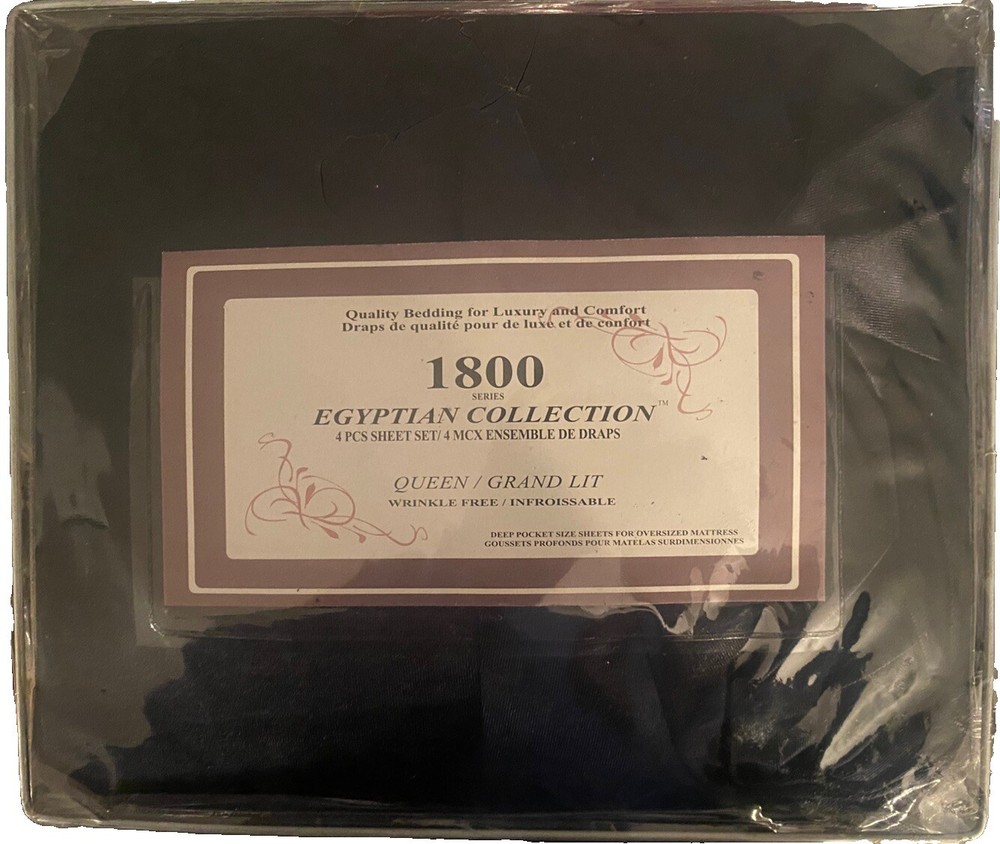 Quality Bedding for Luxury and Comfort
Draps de qualité pour de luxe et de confort
1800
SERIES
EGYPTIAN COLLECTION™
4 PCS SHEET SET/ 4 MCX ENSEMBLE DE DRAPS
QUEEN / GRAND LIT
WRINKLE FREE / INFROISSABLE
DEEP POCKET SIZE SHEETS FOR OVERSIZED MATTRESS
GOUSSETS PROFONDS POUR MATELAS SURDIMENSIONNES